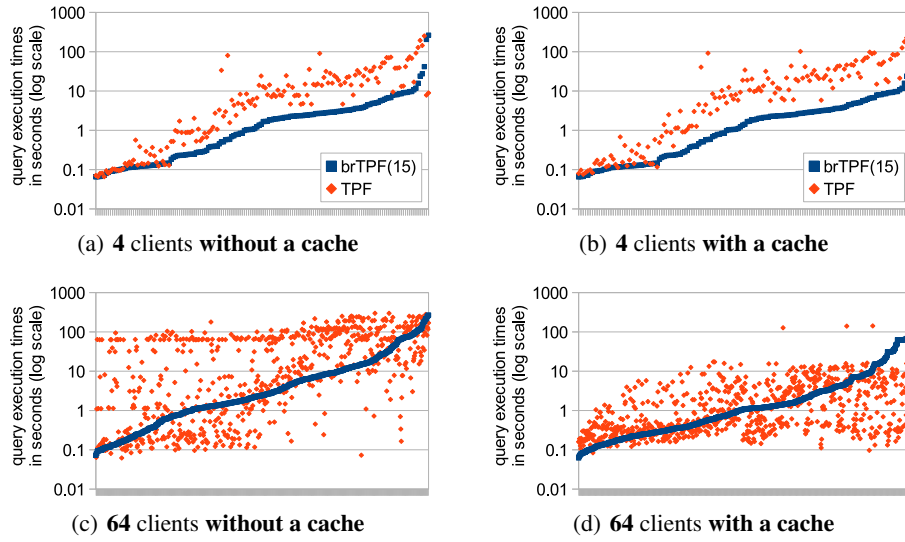 query execution times
in seconds (log scale)
1000
100
10
1
0.1
0.01
brTPF(15)
TPF
(a) 4 clients without a cache
query execution times
in seconds (log scale)
1000
100
10
1
0.1
0.01
brTPF(15)
TPF
(b) 4 clients with a cache
query execution times
in seconds (log scale)
1000
100
10
1
0.1
0.01
(c) 64 clients without a cache
query execution times
in seconds (log scale)
1000
100
10
1
0.1
0.01
(d) 64 clients with a cache